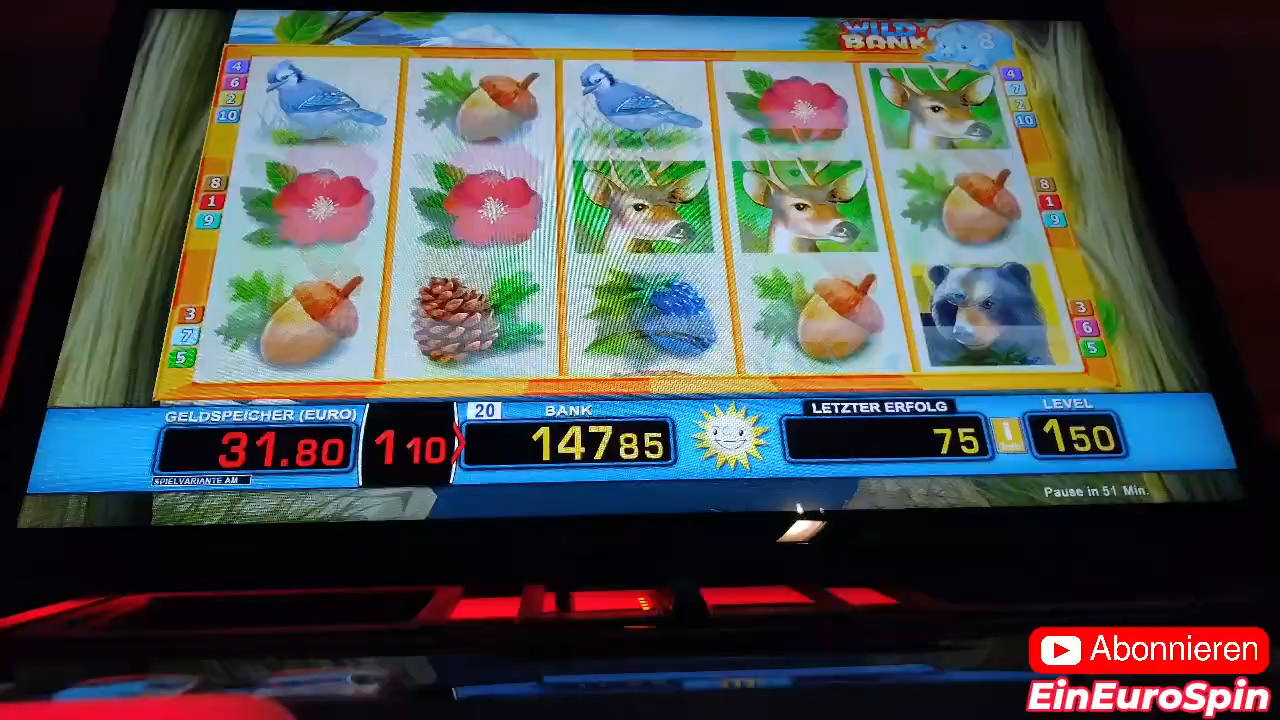 WILD
BANK
8
4
6
2
10
8
1
9
3
7
5
4
7
2
10
8
1
9
3
6
5
GELDSPEICHER (EURO)
31.80
1 10
20 BANK
147 85
LETZTER ERFOLG
75
LEVEL
1 50
SPIELVARIANTE AM
Pause in 51 Min.
Abonnieren
EinEuroSpin